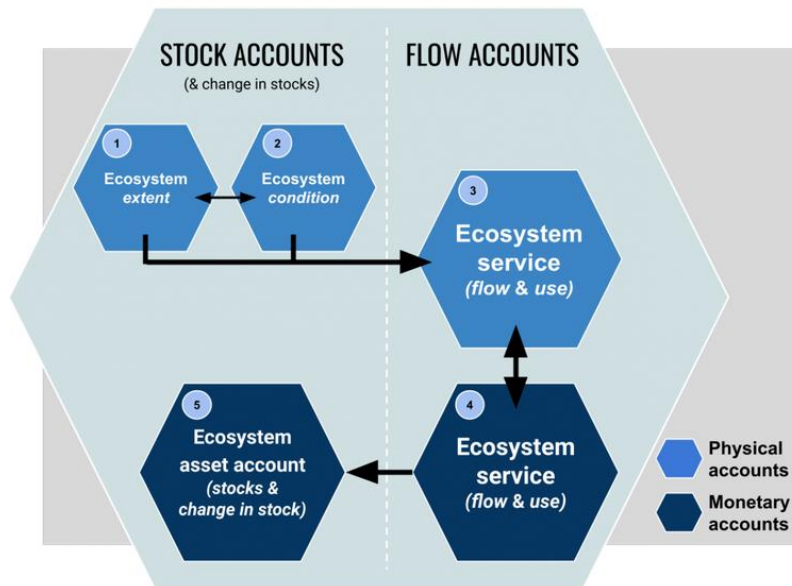 STOCK ACCOUNTS
(& change in stocks)
FLOW ACCOUNTS
1
Ecosystem
extent
2
Ecosystem
condition
3
Ecosystem
service
(flow & use)
5
Ecosystem
asset account
(stocks &
change in stock)
4
Ecosystem
service
(flow & use)
Physical
accounts
Monetary
accounts